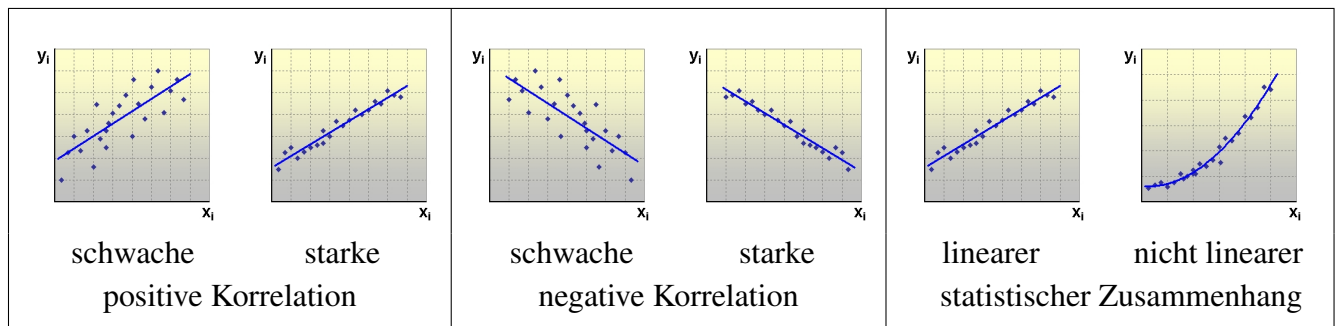 yi yi yi yi yi yi
xi xi xi xi xi xi
schwache starke schwache starke linearer nicht linearer
positive Korrelation negative Korrelation statistischer Zusammenhang